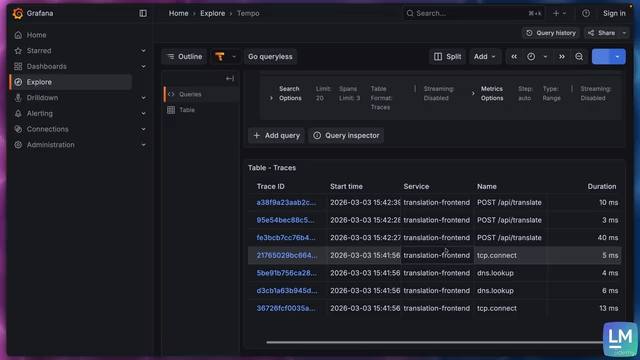 Grafana
Home › Explore › Tempo
Search...
⌘+k
Sign in
Query history
Share
Home
Starred
Dashboards
Explore
Drilldown
Alerting
Connections
Administration
Outline
Go queryless
Split
Add
Queries
Table
Search Options
Limit: 20
Spans Limit: 3
Table Format: Traces
Streaming: Disabled
Metrics Options
Step: auto
Type: Range
Streaming: Disabled
+ Add query
Query inspector
Table - Traces
Trace ID Start time Service Name Duration
a38f9a23aab2c... 2026-03-03 15:42:39 translation-frontend POST /api/translate 10 ms
95e54bec88c5... 2026-03-03 15:42:28 translation-frontend POST /api/translate 3 ms
fe3bcb7cc76b4... 2026-03-03 15:42:27 translation-frontend POST /api/translate 40 ms
21765029bc664... 2026-03-03 15:41:56 translation-frontend tcp.connect 5 ms
5be91b756ca28... 2026-03-03 15:41:56 translation-frontend dns.lookup 4 ms
d3cb1a63b945d... 2026-03-03 15:41:56 translation-frontend dns.lookup 6 ms
36726fcf0035a... 2026-03-03 15:41:56 translation-frontend tcp.connect 13 ms
LM